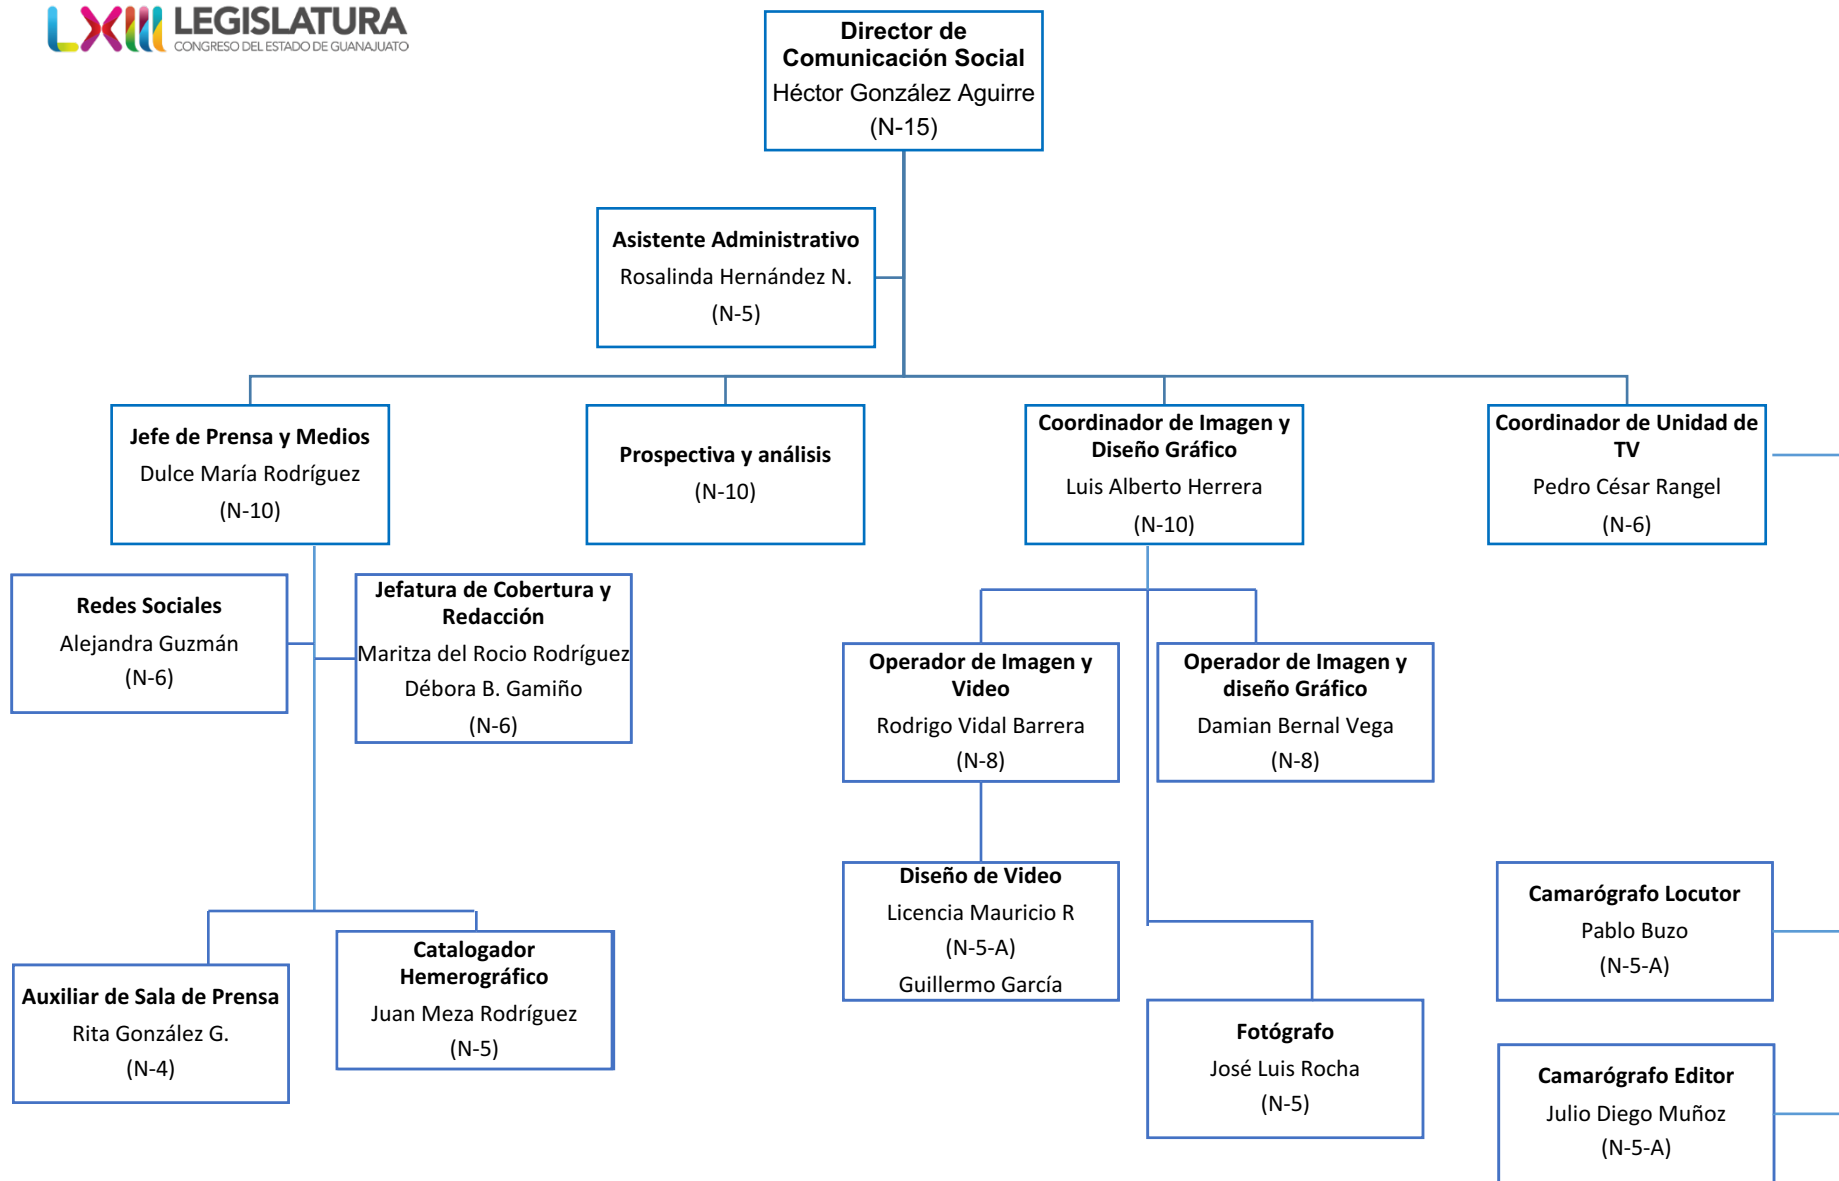 LXIII LEGISLATURA
CONGRESO DEL ESTADO DE GUANAJUATO
Director de
Comunicación Social
Héctor González Aguirre
(N-15)
Asistente Administrativo
Rosalinda Hernández N.
(N-5)
Jefe de Prensa y Medios
Dulce María Rodríguez
(N-10)
Prospectiva y análisis
(N-10)
Coordinador de Imagen y
Diseño Gráfico
Luis Alberto Herrera
(N-10)
Coordinador de Unidad de
TV
Pedro César Rangel
(N-6)
Redes Sociales
Alejandra Guzmán
(N-6)
Jefatura de Cobertura y
Redacción
Maritza del Rocio Rodríguez
Débora B. Gamiño
(N-6)
Operador de Imagen y
Video
Rodrigo Vidal Barrera
(N-8)
Operador de Imagen y
diseño Gráfico
Damian Bernal Vega
(N-8)
Diseño de Video
Licencia Mauricio R
(N-5-A)
Guillermo García
Camarógrafo Locutor
Pablo Buzo
(N-5-A)
Auxiliar de Sala de Prensa
Rita González G.
(N-4)
Catalogador
Hemerográfico
Juan Meza Rodríguez
(N-5)
Fotógrafo
José Luis Rocha
(N-5)
Camarógrafo Editor
Julio Diego Muñoz
(N-5-A)